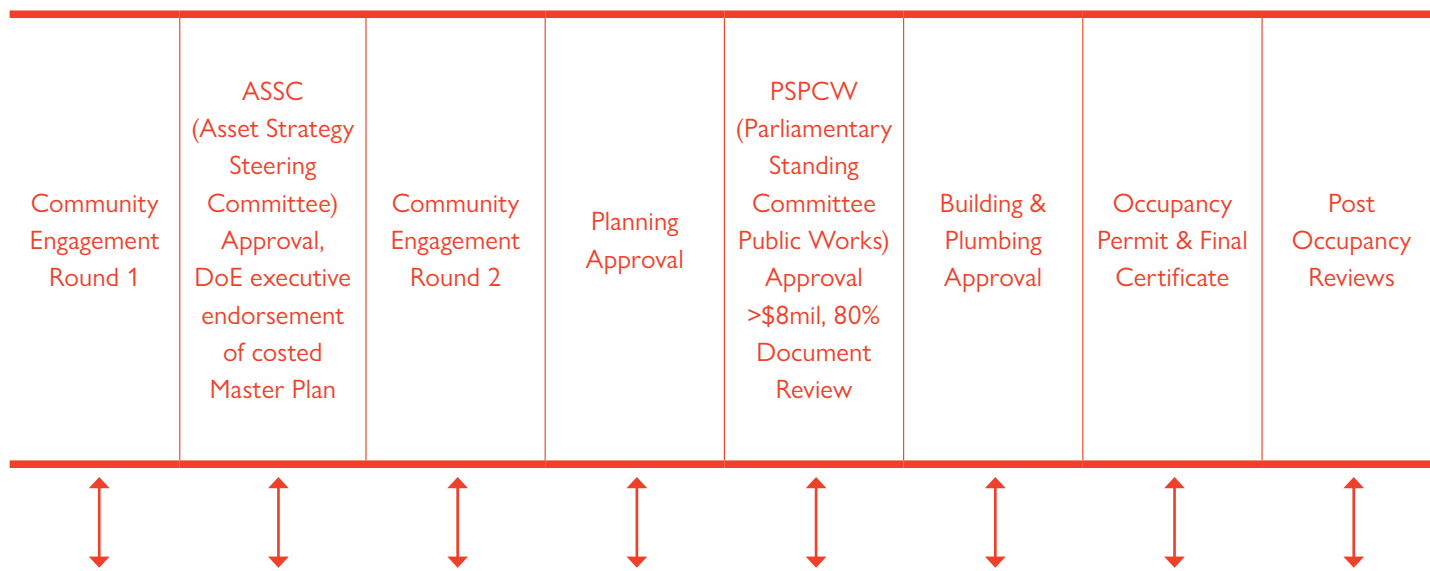 Community
Engagement
Round 1
ASSC
(Asset Strategy
Steering
Committee)
Approval,
DoE executive
endorsement
of costed
Master Plan
Community
Engagement
Round 2
Planning
Approval
PSPCW
(Parliamentary
Standing
Committee
Public Works)
Approval
>$8mil, 80%
Document
Review
Building &
Plumbing
Approval
Occupancy
Permit & Final
Certificate
Post
Occupancy
Reviews